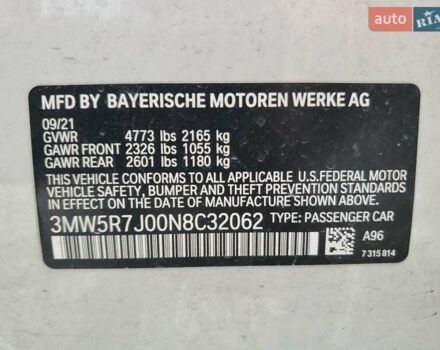 auto RIA
MFD BY BAYERISCHE MOTOREN WERKE AG
09/21
GVWR 4773 lbs 2165 kg
GAWR FRONT 2326 lbs 1055 kg
GAWR REAR 2601 lbs 1180 kg
THIS VEHICLE CONFORMS TO ALL APPLICABLE U.S.FEDERAL MOTOR
VEHICLE SAFETY, BUMPER, AND THEFT PREVENTION STANDARDS
IN EFFECT ON THE DATE OF MANUFACTURE SHOWN ABOVE.
3MW5R7J00N8C32062 TYPE: PASSENGER CAR
A96
7 315 814